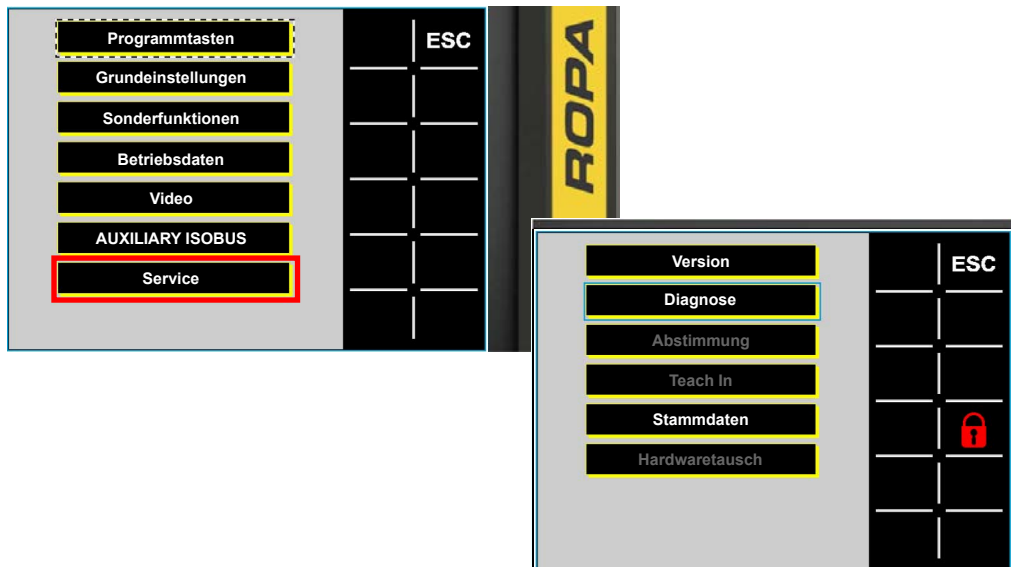 Programmtasten
ESC
Grundeinstellungen
Sonderfunktionen
Betriebsdaten
Video
AUXILIARY ISOBUS
Service
ROPA
Version
ESC
Diagnose
Abstimmung
Teach In
Stammdaten
Hardwaretausch